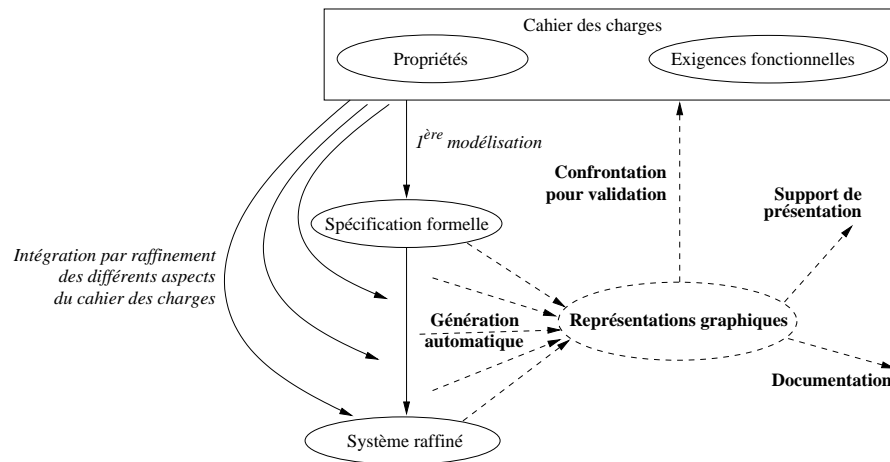 Cahier des charges
Propriétés
Exigences fonctionnelles
1ère modélisation
Confrontation
pour validation
Support de
présentation
Spécification formelle
Intégration par raffinement
des différents aspects
du cahier des charges
Génération
automatique
Représentations graphiques
Documentation
Système raffiné